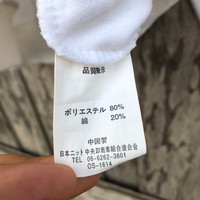 品質表示
ポリエステル 80%
綿 20%
中国製
日本ニット中央卸商業組合連合会
TEL 06-6262-3601
OS-1614